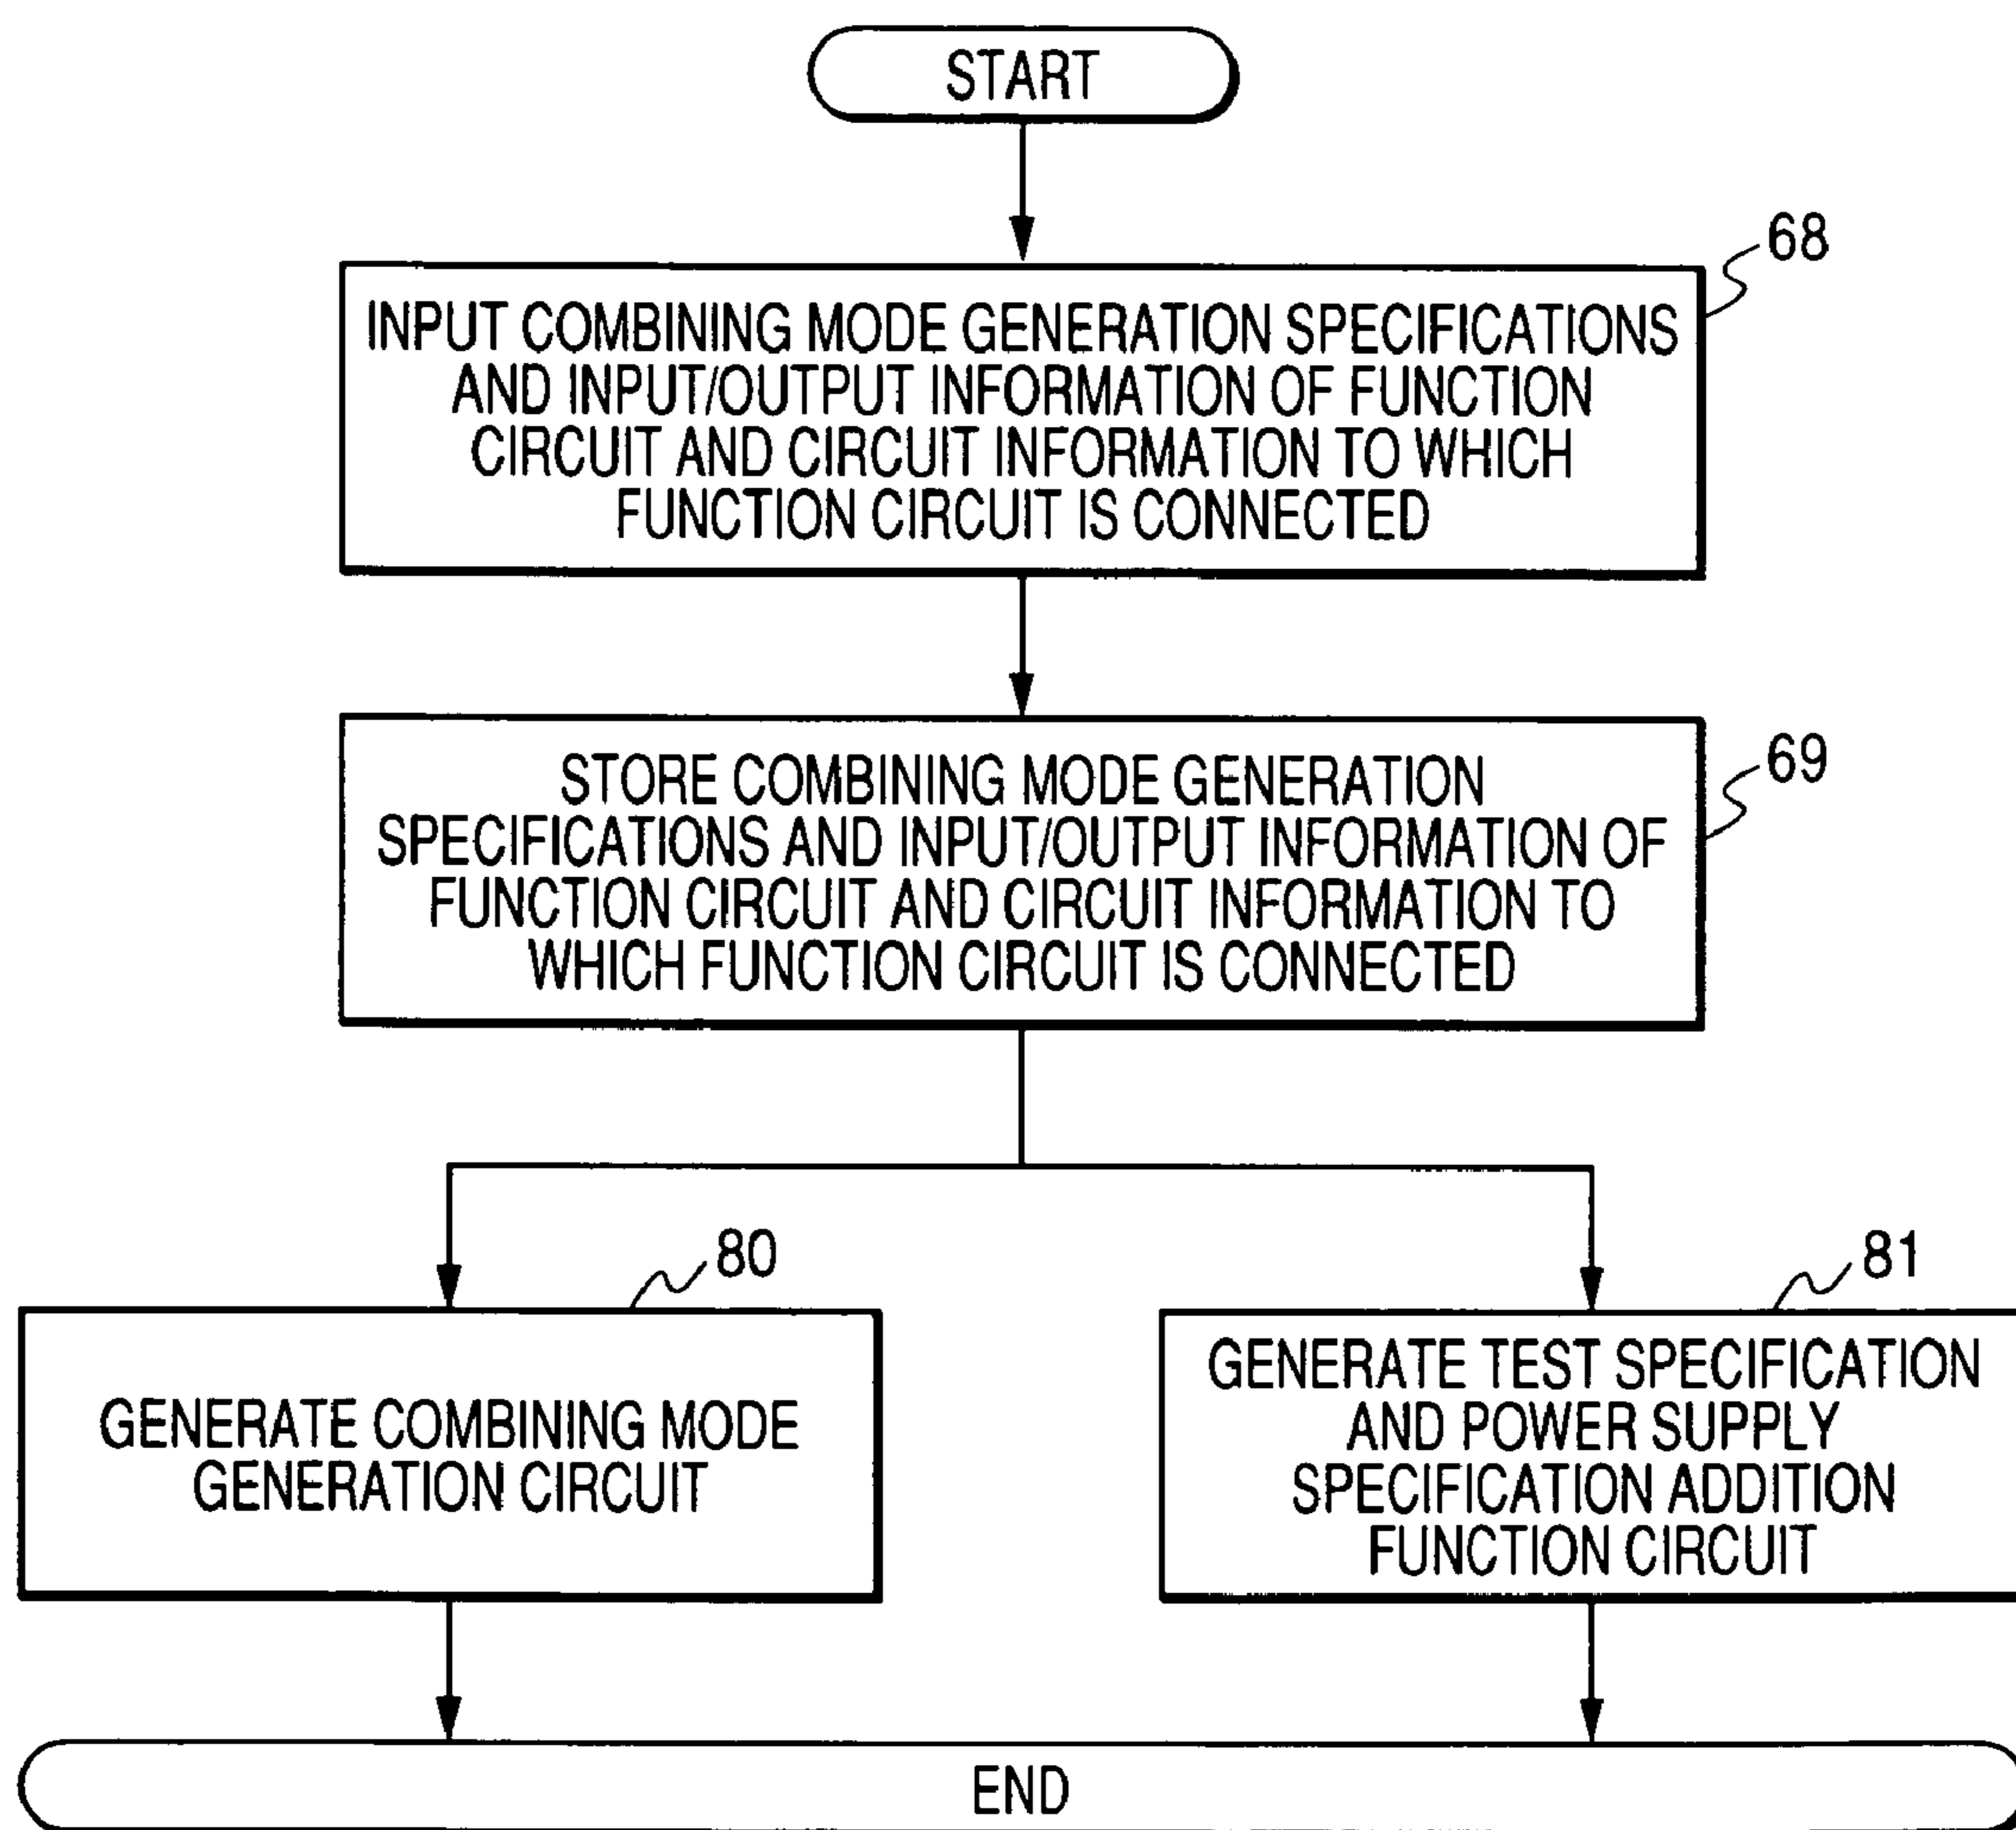 START
68
INPUT COMBINING MODE GENERATION SPECIFICATIONS
AND INPUT/OUTPUT INFORMATION OF FUNCTION
CIRCUIT AND CIRCUIT INFORMATION TO WHICH
FUNCTION CIRCUIT IS CONNECTED
69
STORE COMBINING MODE GENERATION
SPECIFICATIONS AND INPUT/OUTPUT INFORMATION OF
FUNCTION CIRCUIT AND CIRCUIT INFORMATION TO
WHICH FUNCTION CIRCUIT IS CONNECTED
80
GENERATE COMBINING MODE
GENERATION CIRCUIT
81
GENERATE TEST SPECIFICATION
AND POWER SUPPLY
SPECIFICATION ADDITION
FUNCTION CIRCUIT
END